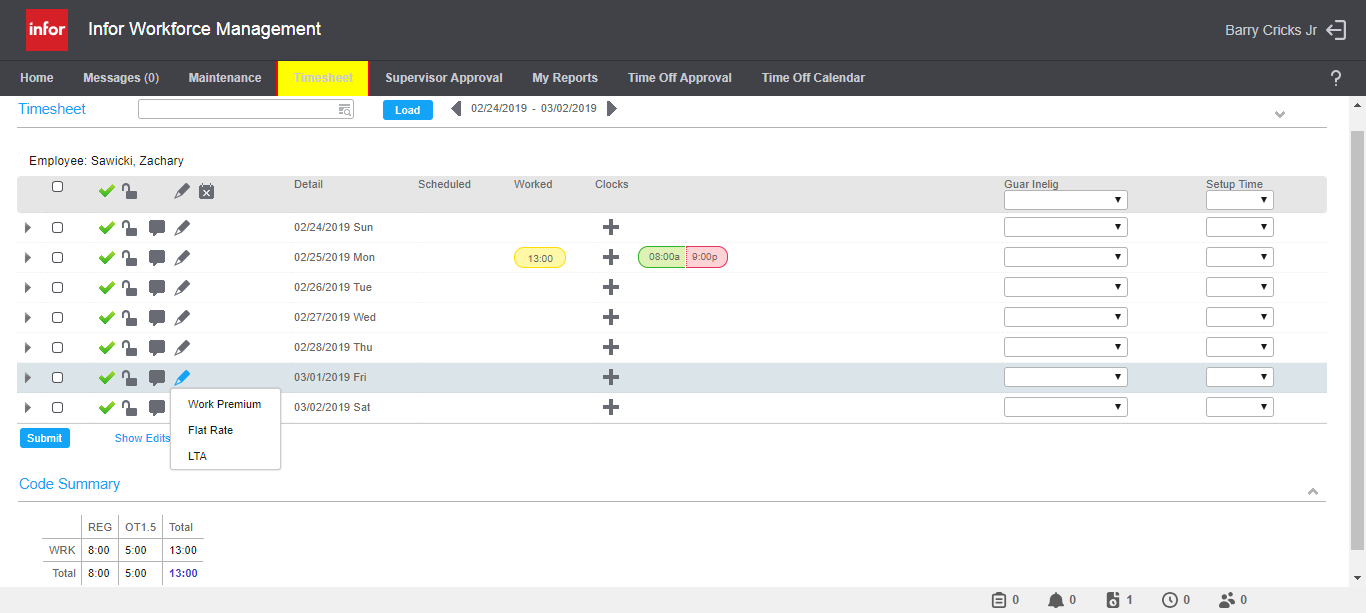 infor Infor Workforce Management Barry Cricks Jr
Home Messages (0) Maintenance Timesheet Supervisor Approval My Reports Time Off Approval Time Off Calendar ?
Timesheet Load 02/24/2019 - 03/02/2019
Employee: Sawicki, Zachary
Detail Scheduled Worked Clocks Guar Inelig Setup Time
02/24/2019 Sun
02/25/2019 Mon 13:00 08:00a 9:00p
02/26/2019 Tue
02/27/2019 Wed
02/28/2019 Thu
03/01/2019 Fri
Work Premium
02/02/2019 Sat
Flat Rate
Submit Show Edits
LTA
Code Summary
REG OT1.5 Total
WRK 8:00 5:00 13:00
Total 8:00 5:00 13:00
0 0 1 0 0